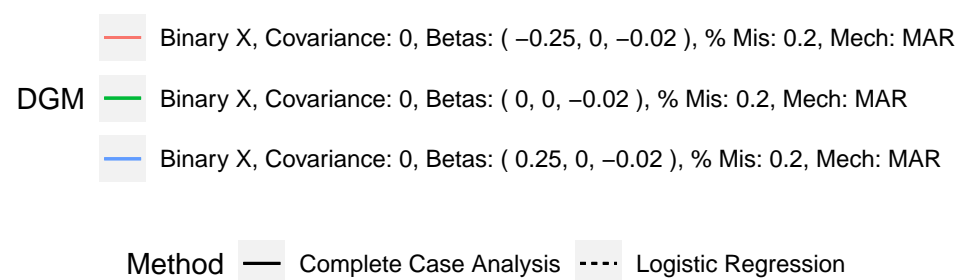 Binary X, Covariance: 0, Betas: ( −0.25, 0, −0.02 ), % Mis: 0.2, Mech: MAR
DGM Binary X, Covariance: 0, Betas: ( 0, 0, −0.02 ), % Mis: 0.2, Mech: MAR
Binary X, Covariance: 0, Betas: ( 0.25, 0, −0.02 ), % Mis: 0.2, Mech: MAR
Method Complete Case Analysis Logistic Regression